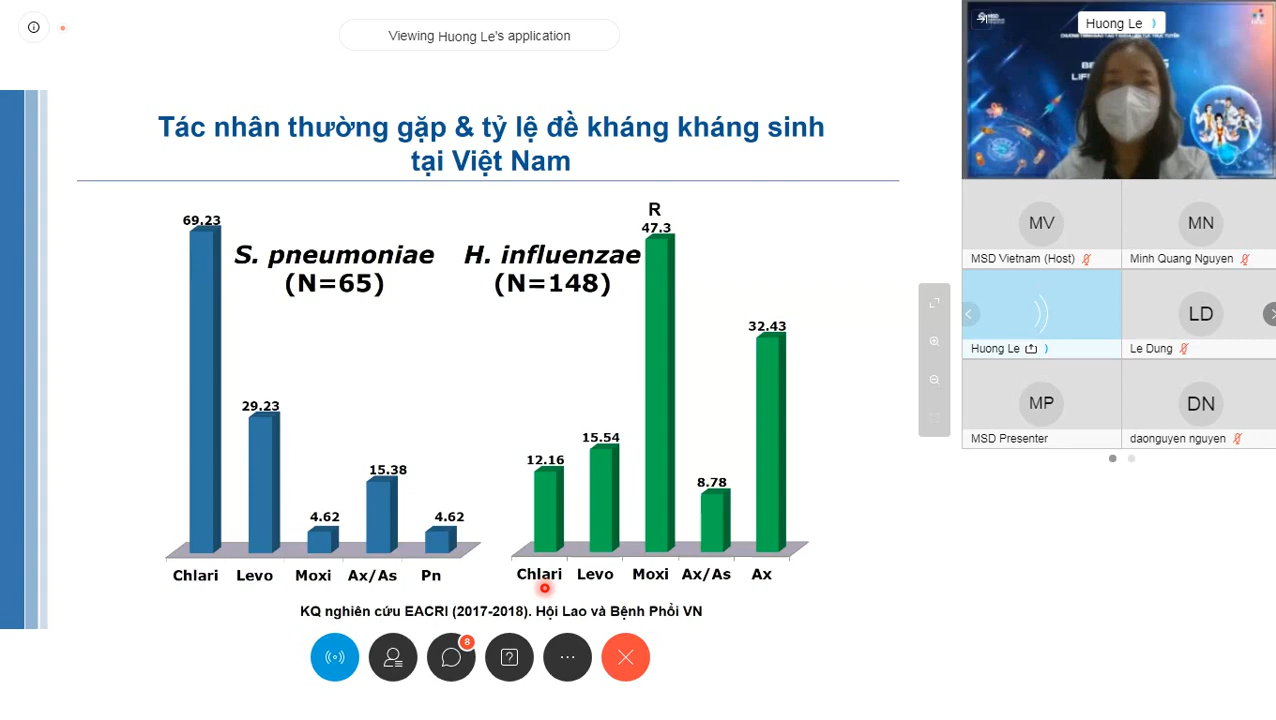 Viewing Huong Le's application
Tác nhân thường gặp & tỷ lệ đề kháng kháng sinh
tại Việt Nam
S. pneumoniae
(N=65)
69.23
29.23
4.62
15.38
4.62
Chlari Levo Moxi Ax/As Pn
H. influenzae
(N=148)
R
12.16
15.54
47.3
8.78
32.43
Chlari Levo Moxi Ax/As Ax
KQ nghiên cứu EACRI (2017-2018). Hội Lao và Bệnh Phổi VN
8
Huong Le
MSD
MV
MSD Vietnam (Host)
MN
Minh Quang Nguyen
Huong Le
LD
Le Dung
MP
MSD Presenter
DN
daonguyen nguyen